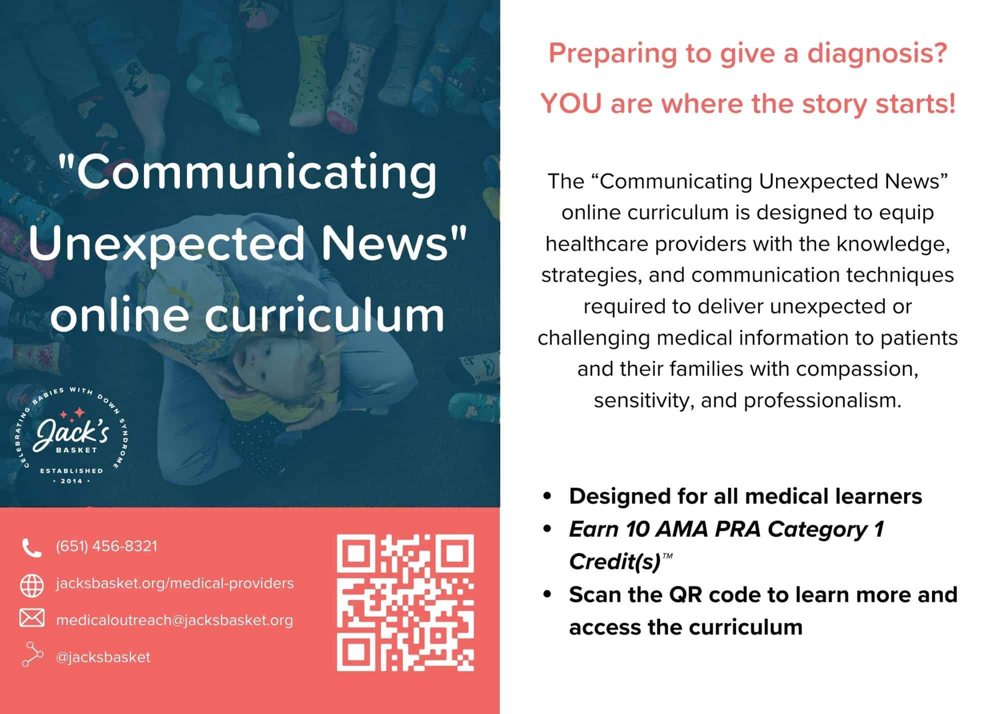 "Communicating
Unexpected News"
online curriculum
CELEBRATING BABIES WITH DOWN SYNDROME
Jack's
BASKET
ESTABLISHED
· 2014 ·
(651) 456-8321
jacksbasket.org/medical-providers
medicaloutreach@jacksbasket.org
@jacksbasket
Preparing to give a diagnosis?
YOU are where the story starts!
The “Communicating Unexpected News”
online curriculum is designed to equip
healthcare providers with the knowledge,
strategies, and communication techniques
required to deliver unexpected or
challenging medical information to patients
and their families with compassion,
sensitivity, and professionalism.
• Designed for all medical learners
• Earn 10 AMA PRA Category 1
Credit(s)™
• Scan the QR code to learn more and
access the curriculum